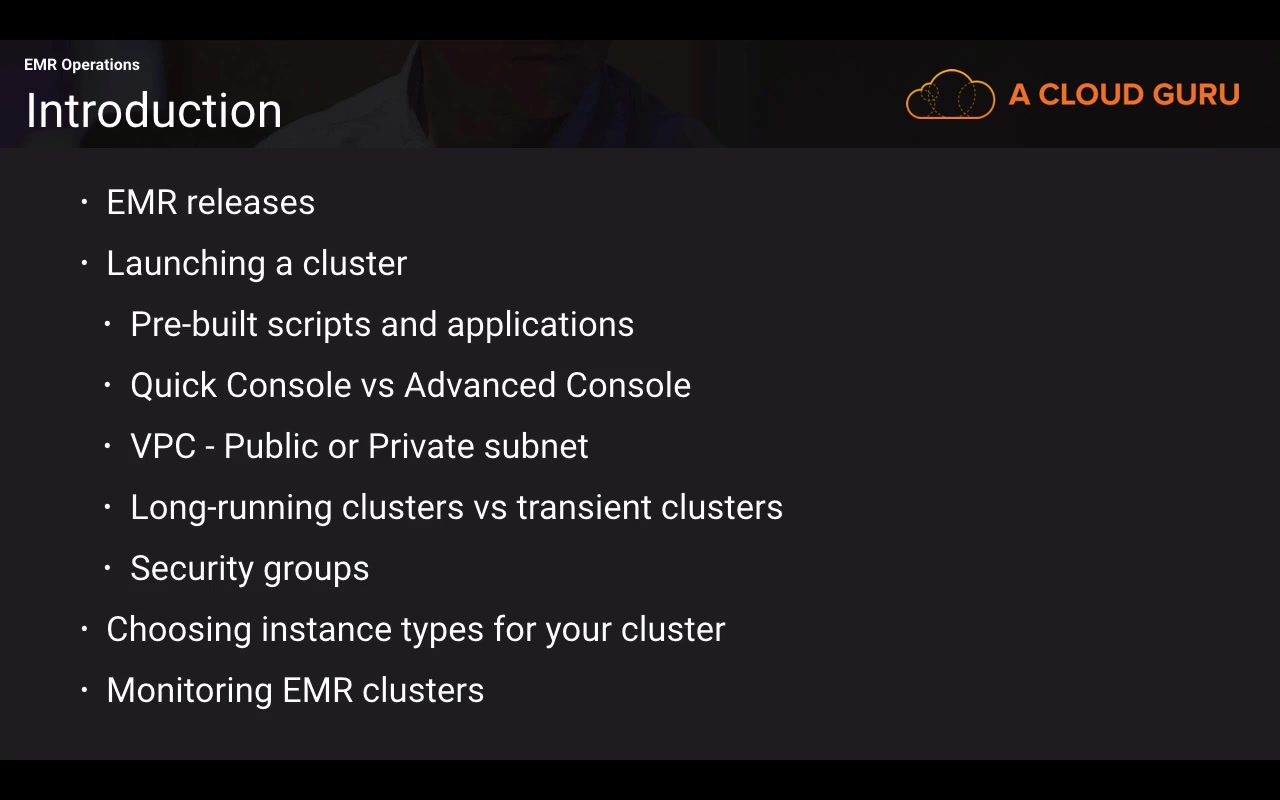 EMR Operations
Introduction
A CLOUD GURU
· EMR releases
· Launching a cluster
· Pre-built scripts and applications
· Quick Console vs Advanced Console
· VPC - Public or Private subnet
· Long-running clusters vs transient clusters
· Security groups
· Choosing instance types for your cluster
· Monitoring EMR clusters